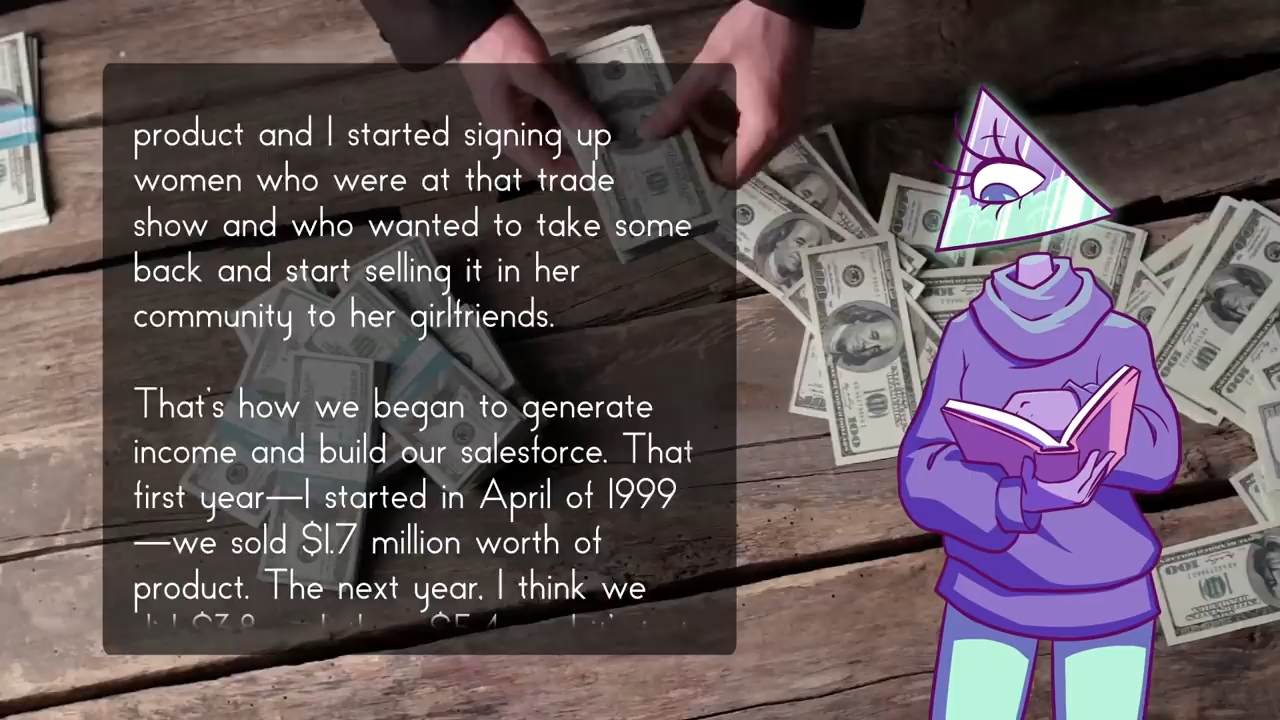 product and I started signing up
women who were at that trade
show and who wanted to take some
back and start selling it in her
community to her girlfriends.
That's how we began to generate
income and build our salesforce. That
first year—I started in April of 1999
—we sold $1.7 million worth of
product. The next year, I think we